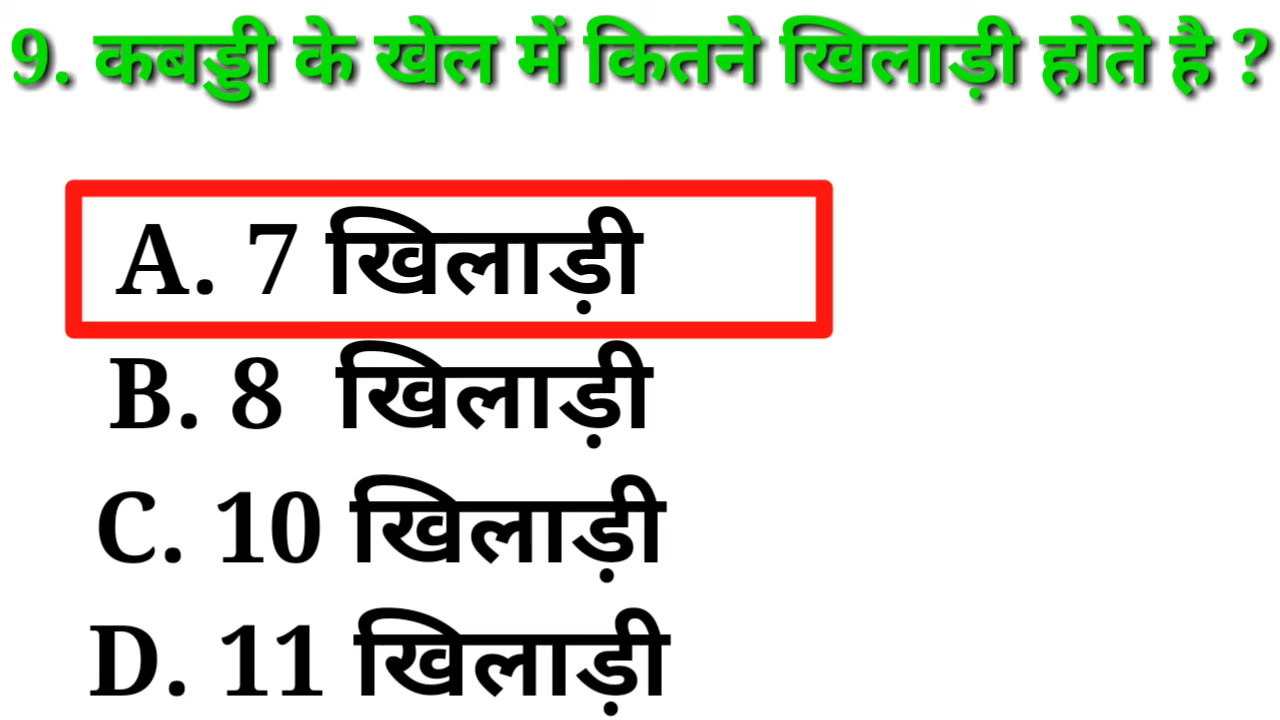 9. कबड्डी के खेल में कितने खिलाड़ी होते है ?
A. 7 खिलाड़ी
B. 8 खिलाड़ी
C. 10 खिलाड़ी
D. 11 खिलाड़ी